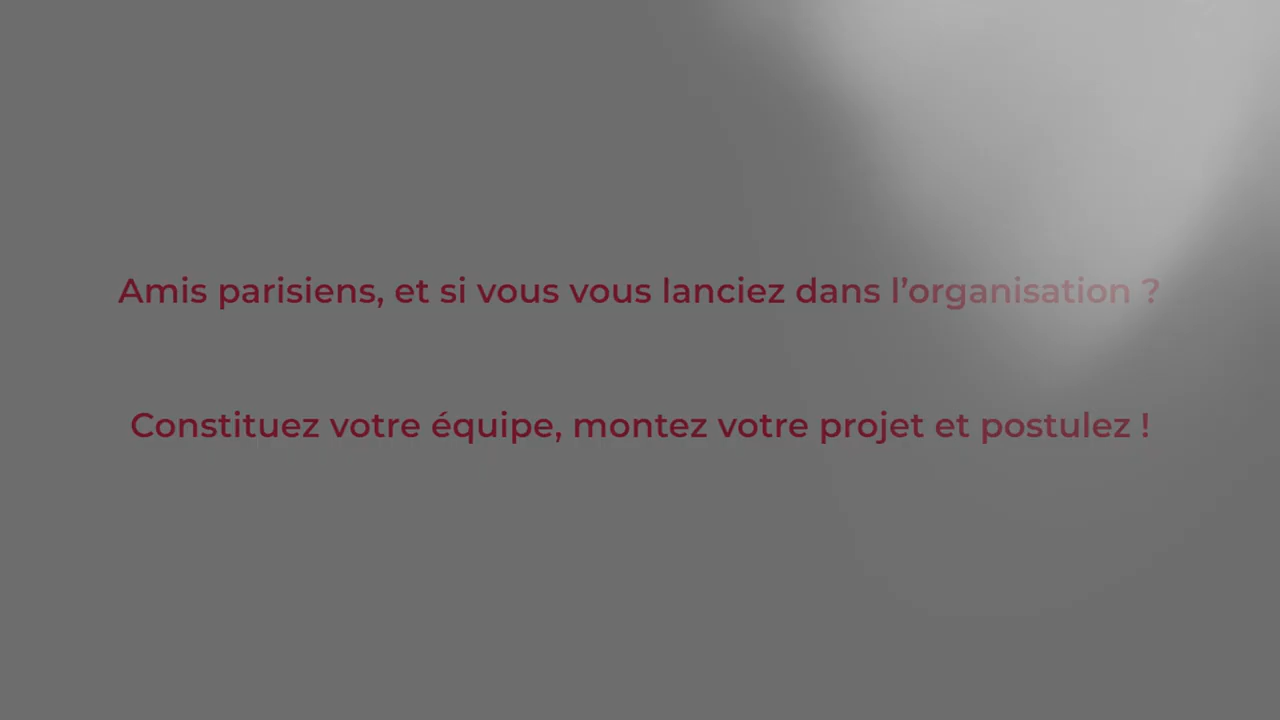 Amis parisiens, et si vous vous lanciez dans l’organisation ?
Constituez votre équipe, montez votre projet et postulez !